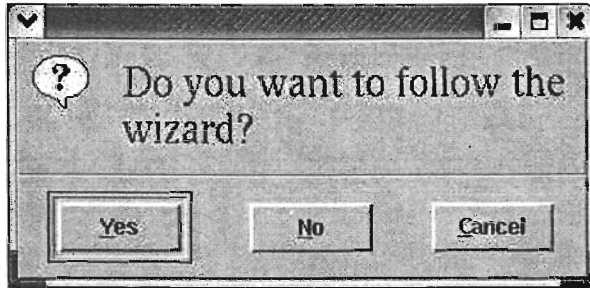 ?
Do you want to follow the
wizard?
Yes
No
Cancel